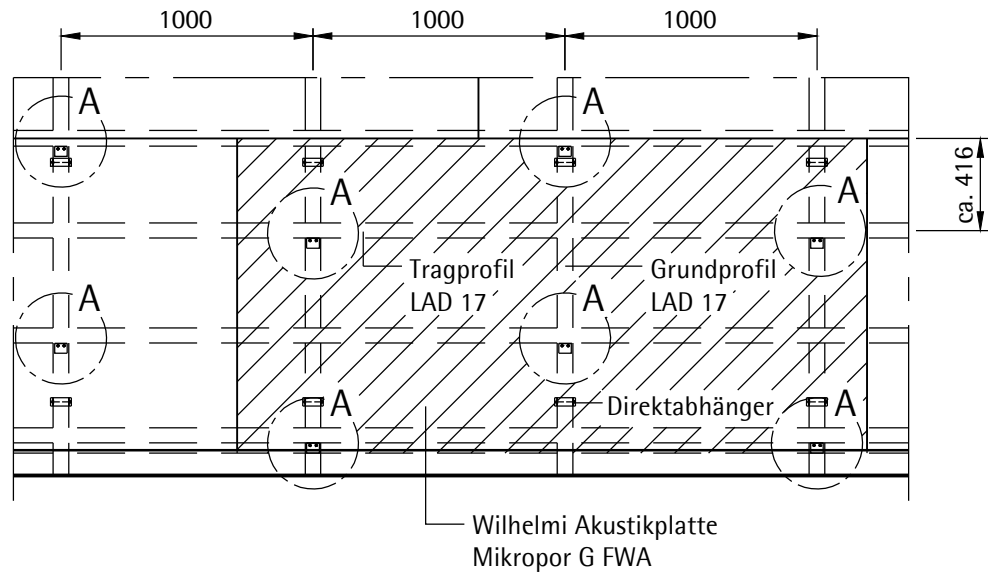 1000
1000
1000
A
A
A
A
ca. 416
Tragprofil
LAD 17
Grundprofil
LAD 17
A
A
A
Direktabhänger
A
Wilhelmi Akustikplatte
Mikropor G FWA